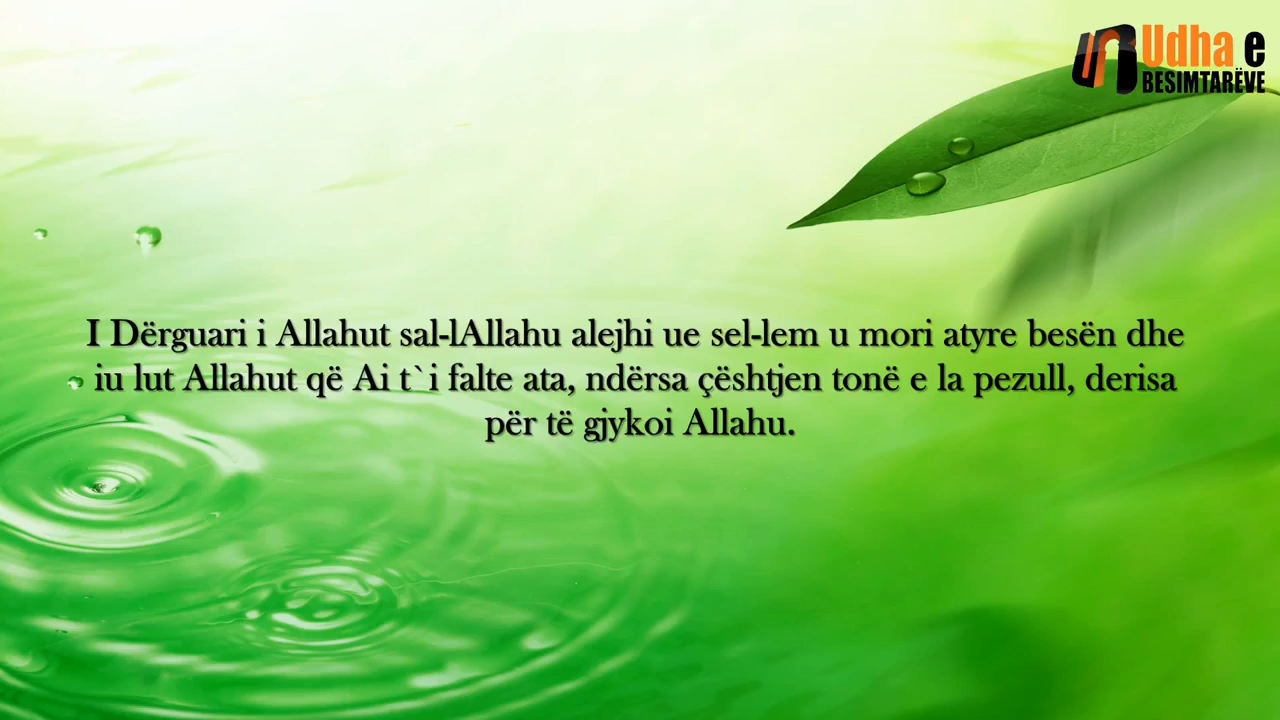 Udha e
BESIMTARËVE
I Dërguari i Allahut sal-lAllahu alejhi ue sel-lem u mori atyre besën dhe
iu lut Allahut që Ai t`i falte ata, ndërsa çështjen tonë e la pezull, derisa
për të gjykoi Allahu.